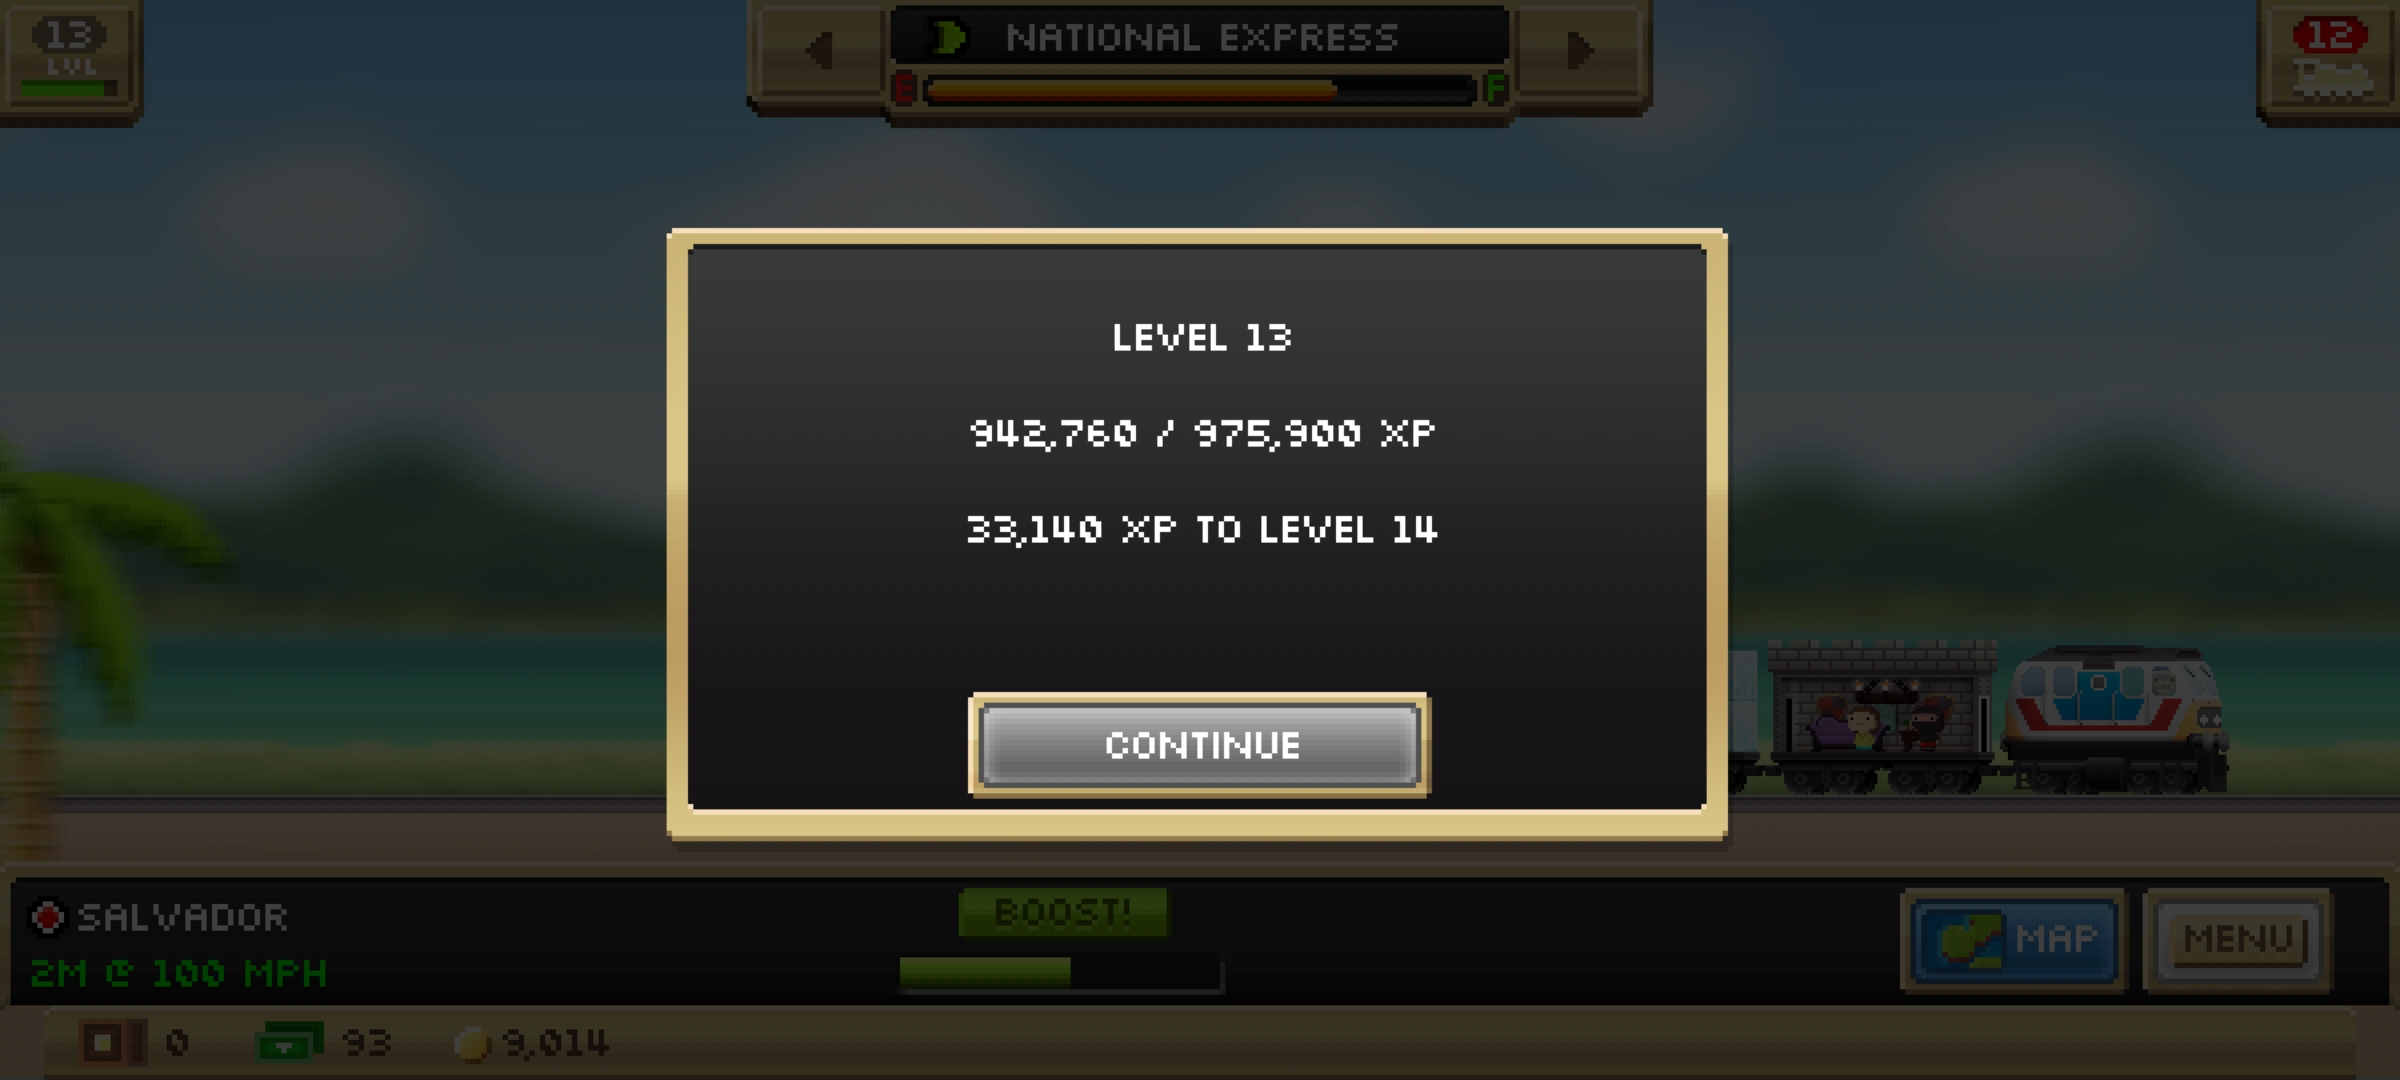 13
LVL
NATIONAL EXPRESS
E F
12
LEVEL 13
942,760 / 975,900 XP
33,140 XP TO LEVEL 14
CONTINUE
SALVADOR
2M @ 100 MPH
BOOST!
MAP
MENU
0 93 9,014